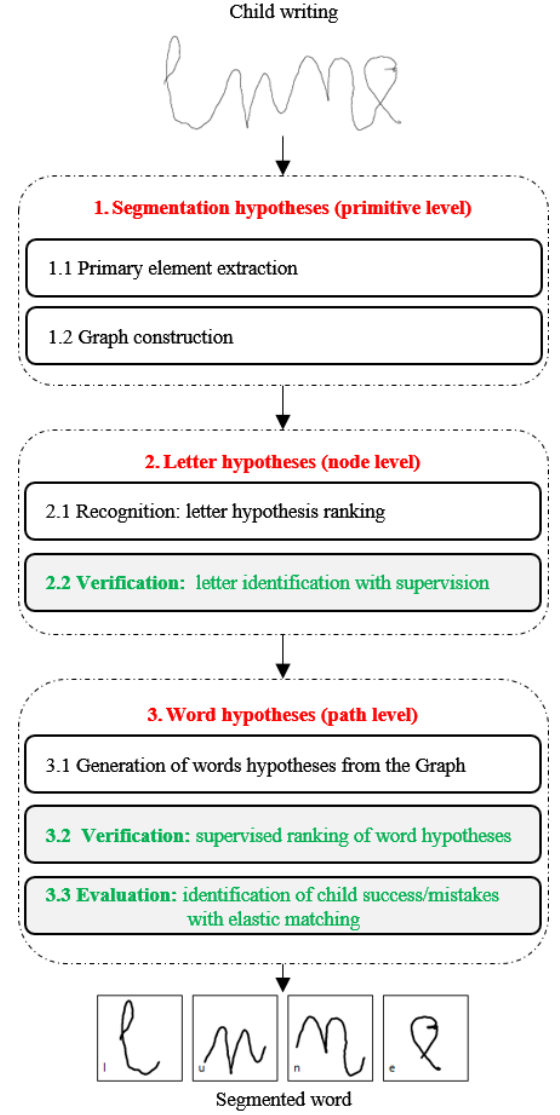 Child writing
lune
1. Segmentation hypotheses (primitive level)
1.1 Primary element extraction
1.2 Graph construction
2. Letter hypotheses (node level)
2.1 Recognition: letter hypothesis ranking
2.2 Verification: letter identification with supervision
3. Word hypotheses (path level)
3.1 Generation of words hypotheses from the Graph
3.2 Verification: supervised ranking of word hypotheses
3.3 Evaluation: identification of child success/mistakes
with elastic matching
l u n e
l u n e
Segmented word